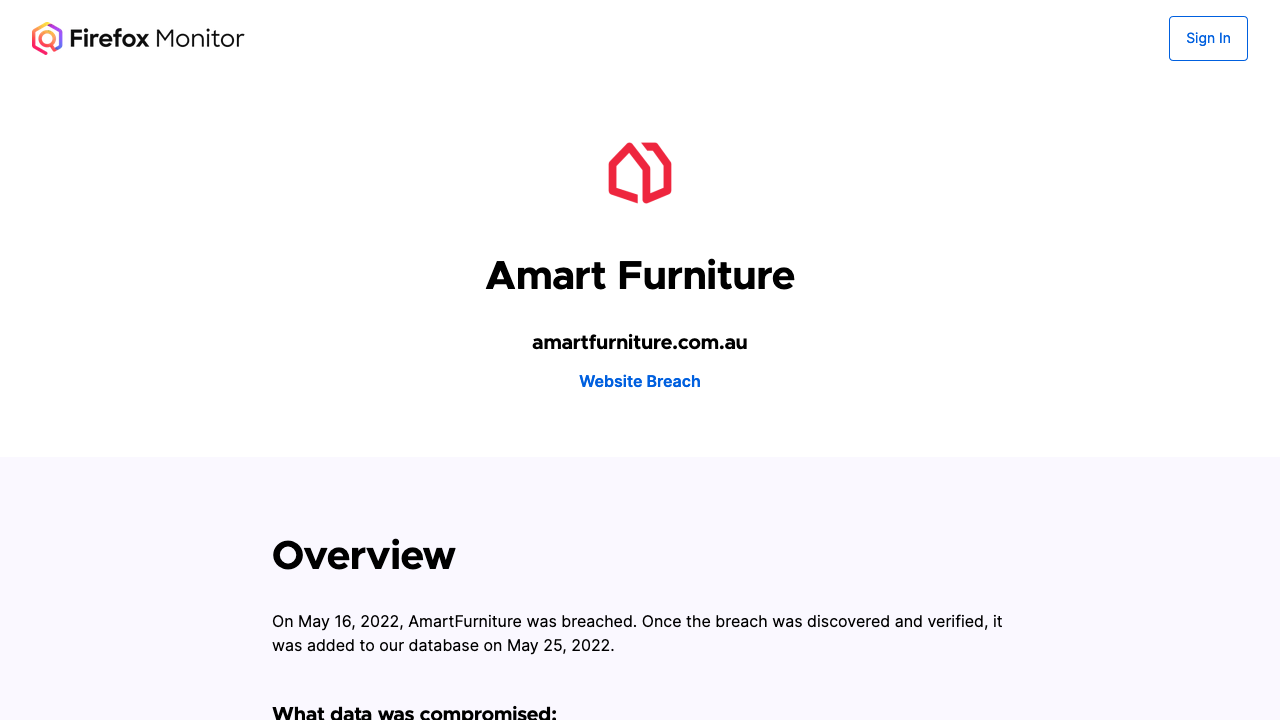 Firefox Monitor
Sign In
Amart Furniture
amartfurniture.com.au
Website Breach
Overview
On May 16, 2022, AmartFurniture was breached. Once the breach was discovered and verified, it
was added to our database on May 25, 2022.
What data was compromised: